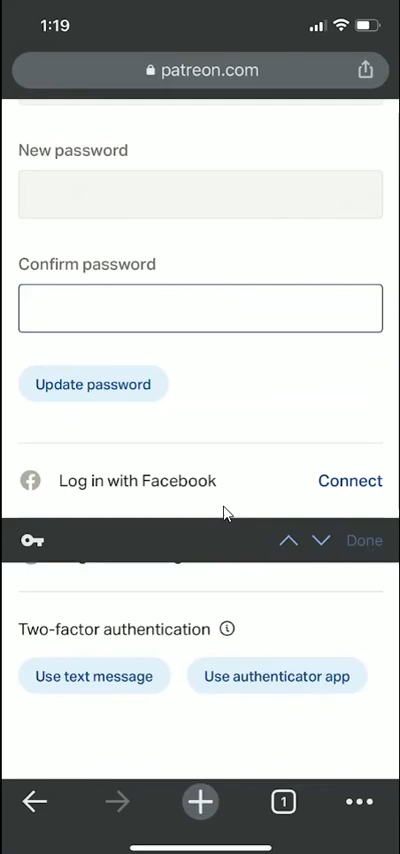 1:19
patreon.com
New password
Confirm password
Update password
Log in with Facebook
Connect
Done
Two-factor authentication
Use text message
Use authenticator app
1